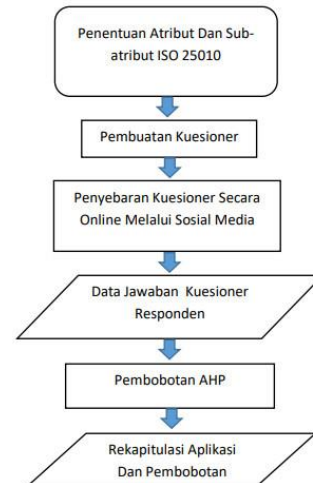 Penentuan Atribut Dan Sub-
atribut ISO 25010
Pembuatan Kuesioner
Penyebaran Kuesioner Secara
Online Melalui Sosial Media
Data Jawaban Kuesioner
Responden
Pembobotan AHP
Rekapitulasi Aplikasi
Dan Pembobotan